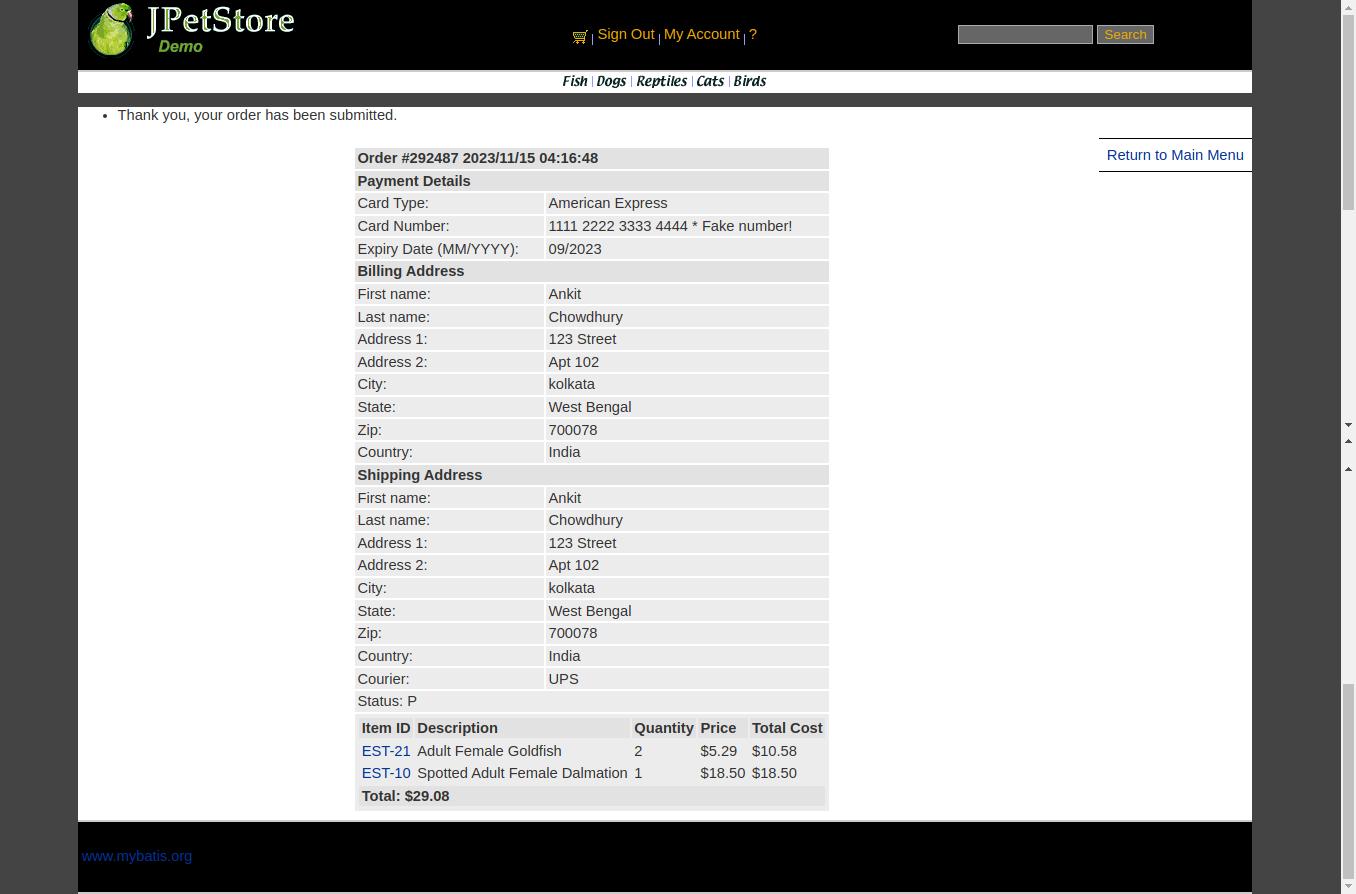 JPetStore
Demo
Sign Out My Account ?
Search
Fish Dogs Reptiles Cats Birds
• Thank you, your order has been submitted.
Return to Main Menu
Order #292487 2023/11/15 04:16:48
Payment Details
Card Type: American Express
Card Number: 1111 2222 3333 4444 * Fake number!
Expiry Date (MM/YYYY): 09/2023
Billing Address
First name: Ankit
Last name: Chowdhury
Address 1: 123 Street
Address 2: Apt 102
City: kolkata
State: West Bengal
Zip: 700078
Country: India
Shipping Address
First name: Ankit
Last name: Chowdhury
Address 1: 123 Street
Address 2: Apt 102
City: kolkata
State: West Bengal
Zip: 700078
Country: India
Courier: UPS
Status: P
Item ID Description Quantity Price Total Cost
EST-21 Adult Female Goldfish 2 $5.29 $10.58
EST-10 Spotted Adult Female Dalmation 1 $18.50 $18.50
Total: $29.08
www.mybatis.org